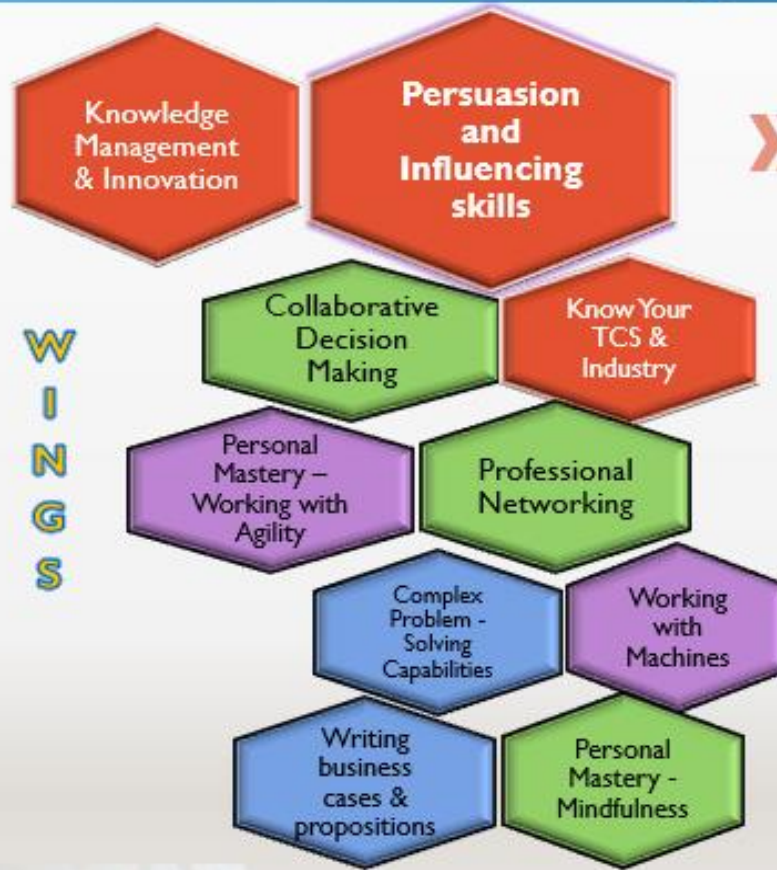 Knowledge
Management
& Innovation
Persuasion
and
Influencing
skills
Collaborative
Decision
Making
Know Your
TCS &
Industry
W
I
N
G
S
Personal
Mastery –
Working with
Agility
Professional
Networking
Complex
Problem -
Solving
Capabilities
Working
with
Machines
Writing
business
cases &
propositions
Personal
Mastery -
Mindfulness